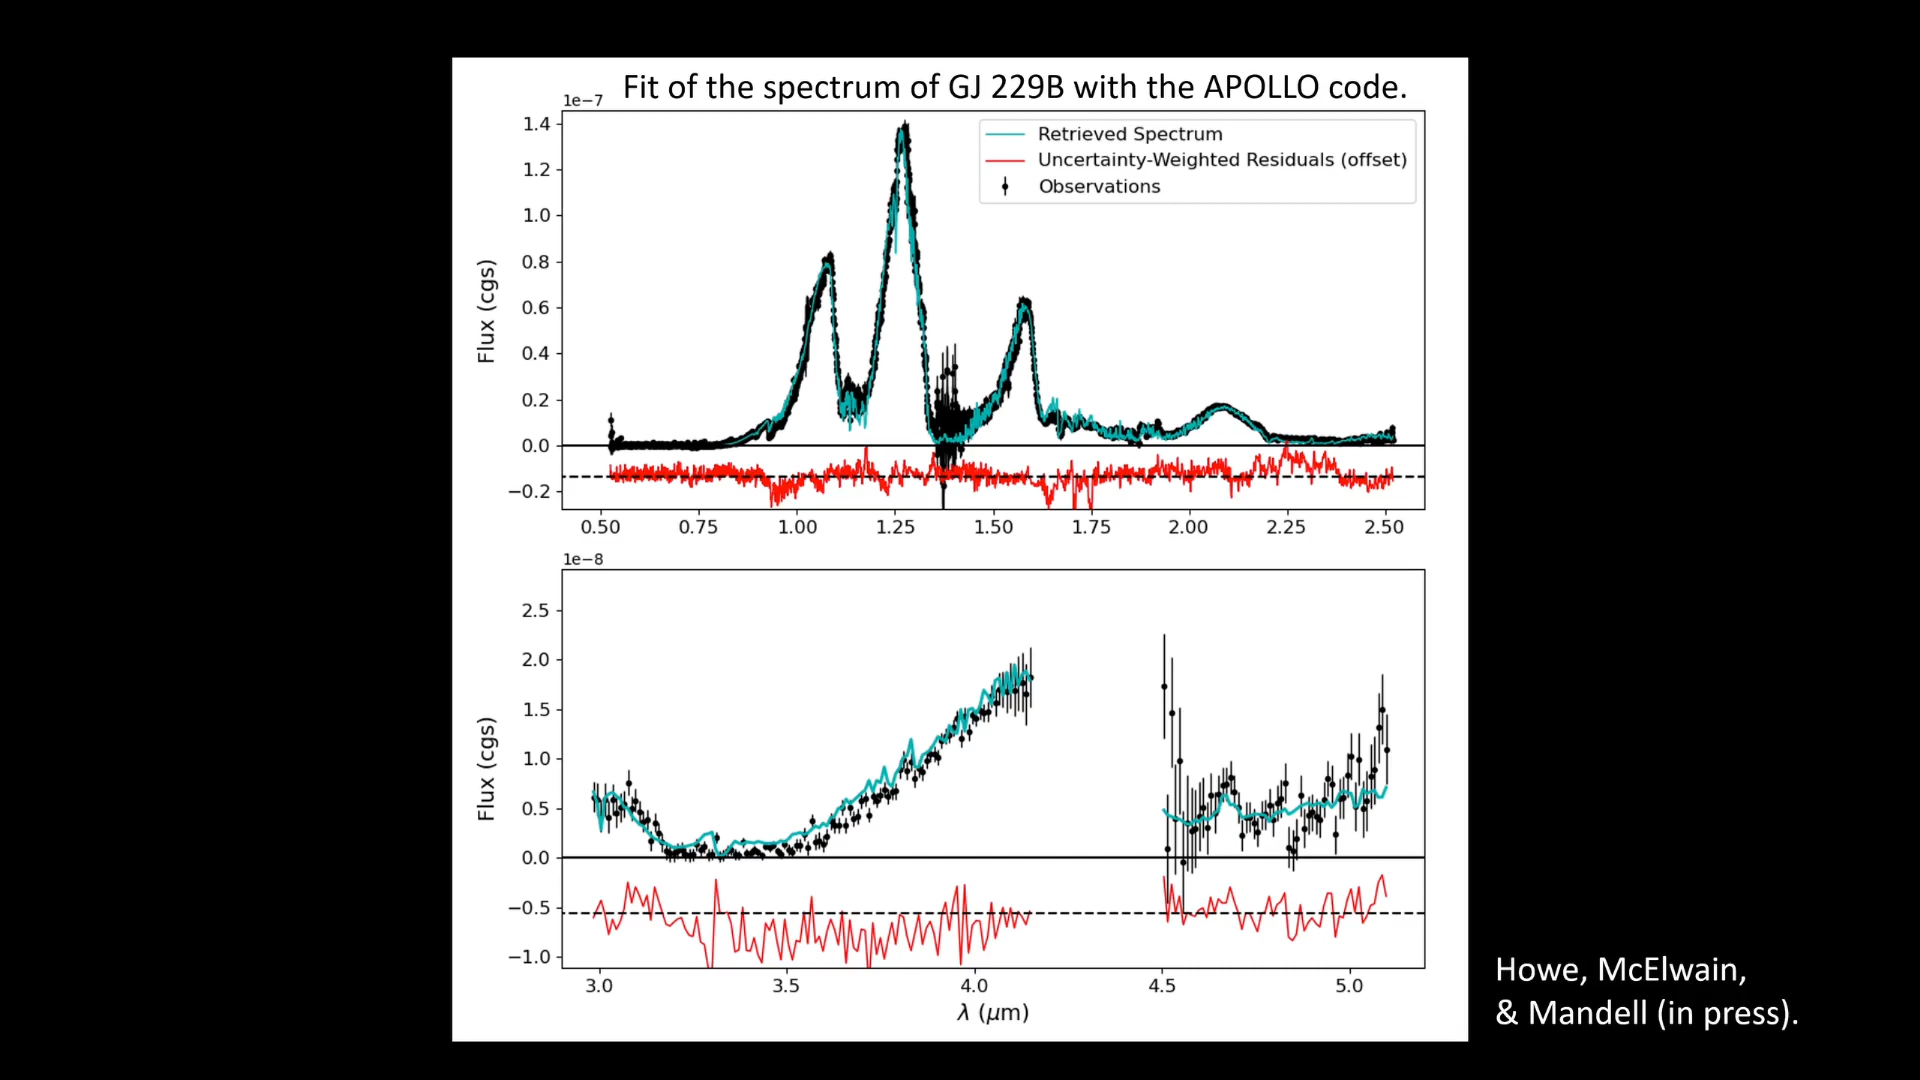 Fit of the spectrum of GJ 229B with the APOLLO code.
1e−7
Retrieved Spectrum
Uncertainty-Weighted Residuals (offset)
Observations
Flux (cgs)
1.4
1.2
1.0
0.8
0.6
0.4
0.2
0.0
−0.2
0.50 0.75 1.00 1.25 1.50 1.75 2.00 2.25 2.50
1e−8
Flux (cgs)
2.5
2.0
1.5
1.0
0.5
0.0
−0.5
−1.0
3.0 3.5 4.0 4.5 5.0
λ (μm)
Howe, McElwain,
& Mandell (in press).